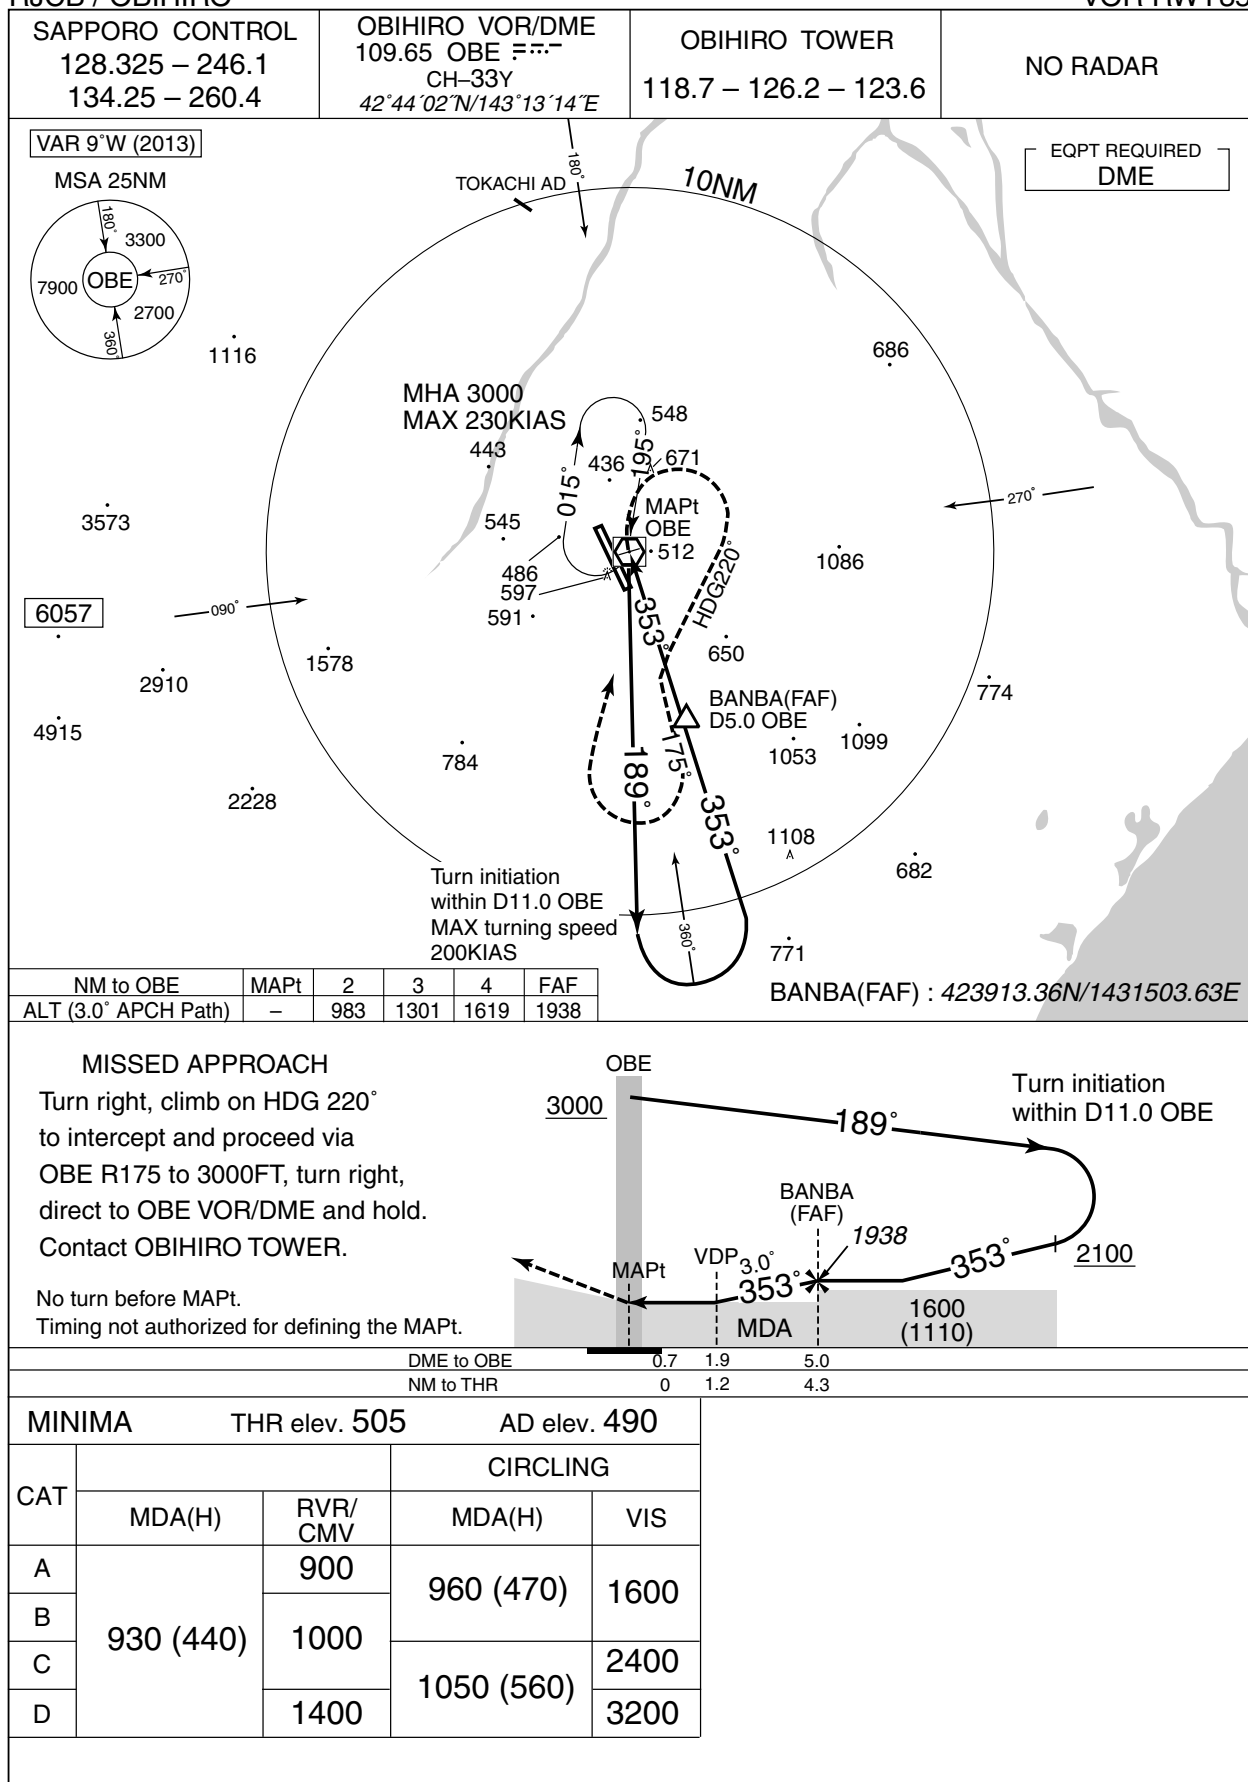 RJCB / OBIHIRO
SAPPORO CONTROL
128.325 – 246.1
134.25 – 260.4
OBIHIRO VOR/DME
109.65 OBE
CH–33Y
42°44´02˝N/143°13´14˝E
OBIHIRO TOWER
118.7 – 126.2 – 123.6
NO RADAR
VAR 9°W (2013)
MSA 25NM
180°
3300
OBE
270°
7900
2700
360°
EQPT REQUIRED
DME
TOKACHI AD
180°
10NM
1116
686
MHA 3000
MAX 230KIAS
548
443
436
195°
671
015°
MAPt
OBE
512
3573
545
486
597
591
270°
1086
HDG220°
6057
090°
353°
650
1578
2910
BANBA(FAF)
D5.0 OBE
774
4915
784
189°
175°
1053
1099
2228
353°
1108
682
Turn initiation
within D11.0 OBE
MAX turning speed
200KIAS
360°
771
NM to OBE MAPt 2 3 4 FAF
ALT (3.0° APCH Path) – 983 1301 1619 1938
BANBA(FAF) : 423913.36N/1431503.63E
MISSED APPROACH
Turn right, climb on HDG 220°
to intercept and proceed via
OBE R175 to 3000FT, turn right,
direct to OBE VOR/DME and hold.
Contact OBIHIRO TOWER.
No turn before MAPt.
Timing not authorized for defining the MAPt.
OBE
3000
189°
Turn initiation
within D11.0 OBE
BANBA
(FAF)
1938
VDP
3.0°
MAPt
353°
353°
2100
MDA
1600
(1110)
DME to OBE 0.7 1.9 5.0
NM to THR 0 1.2 4.3
MINIMA THR elev. 505 AD elev. 490
CAT
CIRCLING
MDA(H) RVR/CMV MDA(H) VIS
A 900 960 (470) 1600
B 930 (440) 1000
C 1050 (560) 2400
D 1400 3200